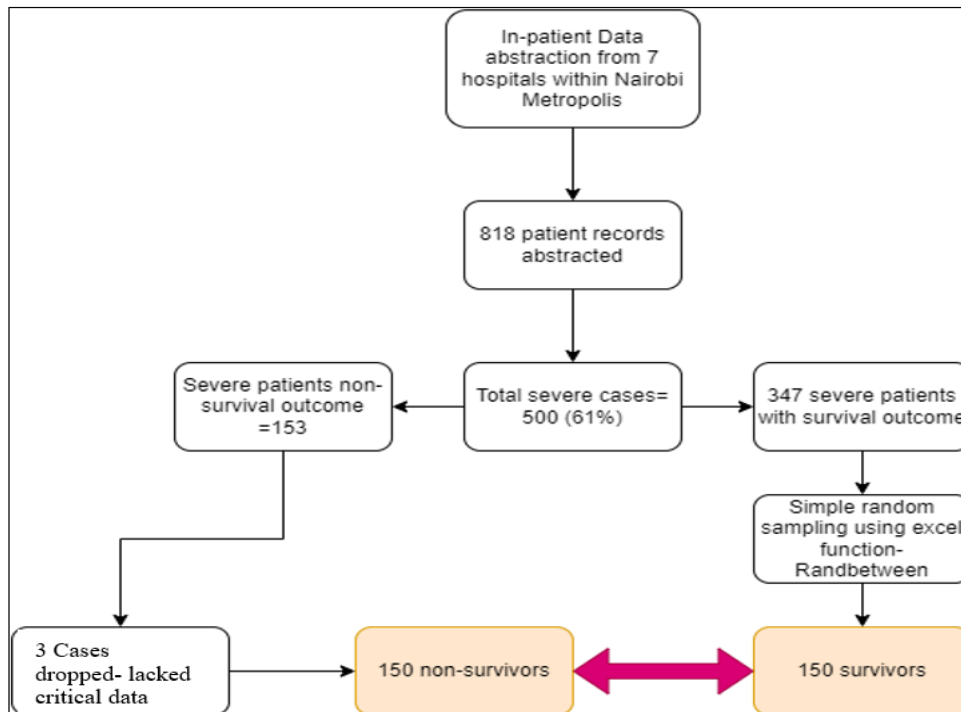 In-patient Data
abstraction from 7
hospitals within Nairobi
Metropolis
818 patient records
abstracted
Severe patients non-
survival outcome
=153
Total severe cases=
500 (61%)
347 severe patients
with survival outcome
Simple random
sampling using excel
function-
Randbetween
3 Cases
dropped- lacked
critical data
150 non-survivors
150 survivors